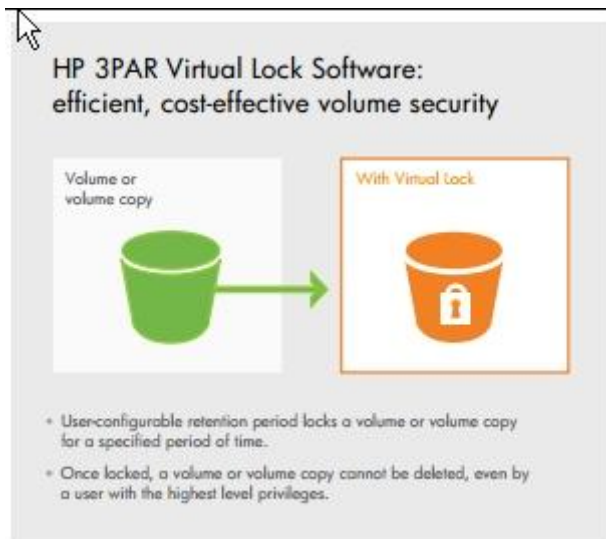 HP 3PAR Virtual Lock Software:
efficient, cost-effective volume security
Volume or
volume copy
With Virtual Lock
• User-configurable retention period locks a volume or volume copy
for a specified period of time.
• Once locked, a volume or volume copy cannot be deleted, even by
a user with the highest level privileges.